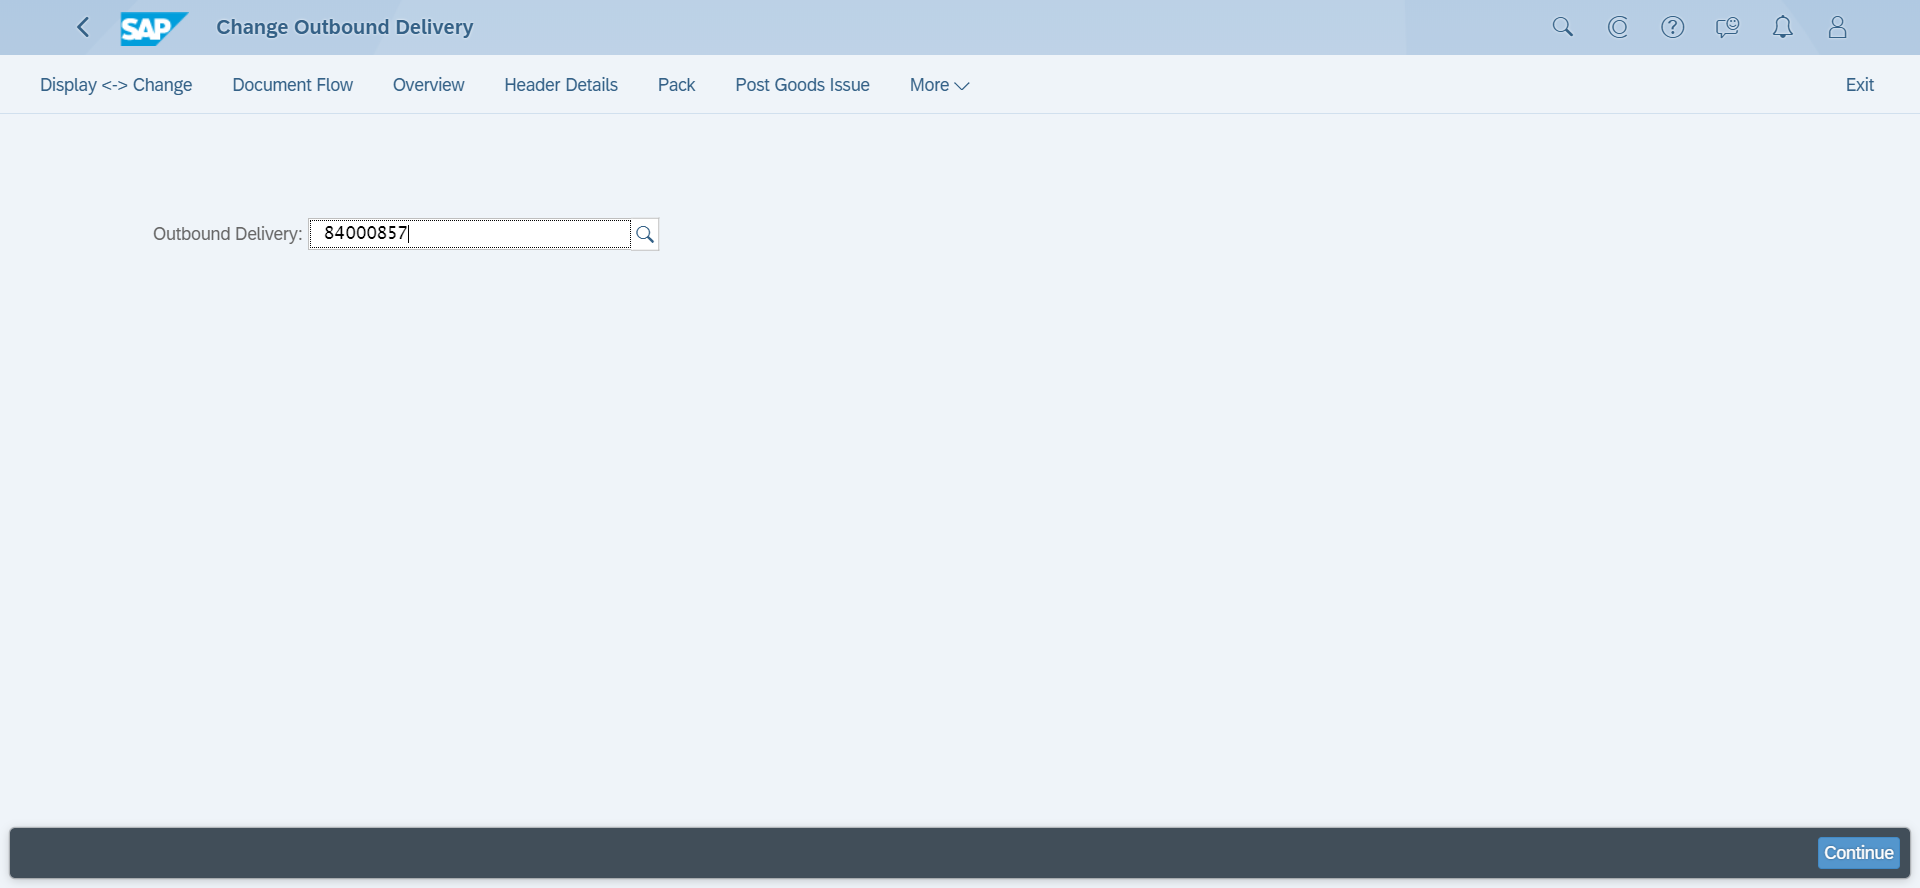 SAP Change Outbound Delivery
Display <-> Change Document Flow Overview Header Details Pack Post Goods Issue More Exit
Outbound Delivery: 84000857
Continue